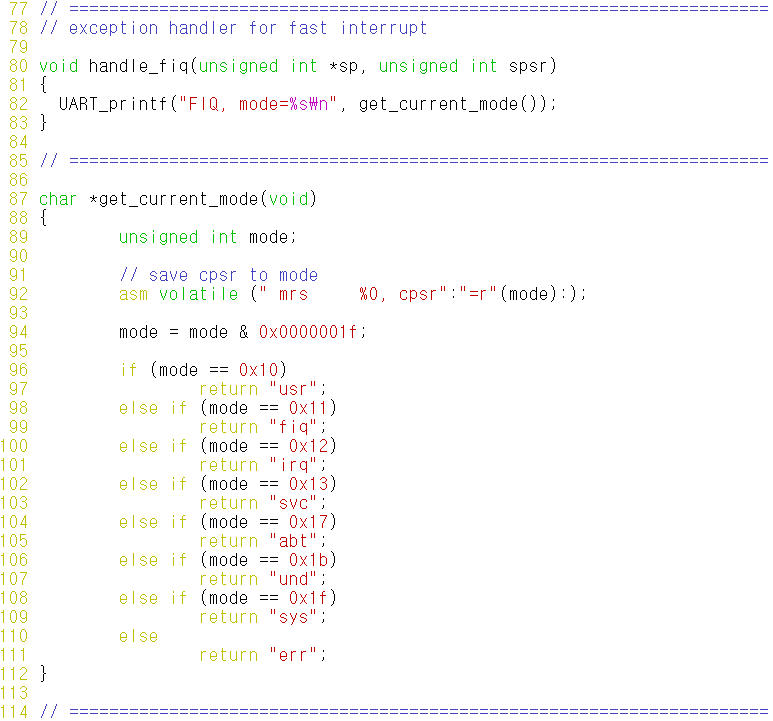 77 // ======================================================================
78 // exception handler for fast interrupt
79
80 void handle_fiq(unsigned int *sp, unsigned int spsr)
81 {
82   UART_printf("FIQ, mode=%s₩n", get_current_mode());
83 }
84
85 // ======================================================================
86
87 char *get_current_mode(void)
88 {
89         unsigned int mode;
90
91         // save cpsr to mode
92         asm volatile (" mrs     %0, cpsr":"=r"(mode):);
93
94         mode = mode & 0x0000001f;
95
96         if (mode == 0x10)
97                 return "usr";
98         else if (mode == 0x11)
99                 return "fiq";
100         else if (mode == 0x12)
101                 return "irq";
102         else if (mode == 0x13)
103                 return "svc";
104         else if (mode == 0x17)
105                 return "abt";
106         else if (mode == 0x1b)
107                 return "und";
108         else if (mode == 0x1f)
109                 return "sys";
110         else
111                 return "err";
112 }
113
114 // ======================================================================